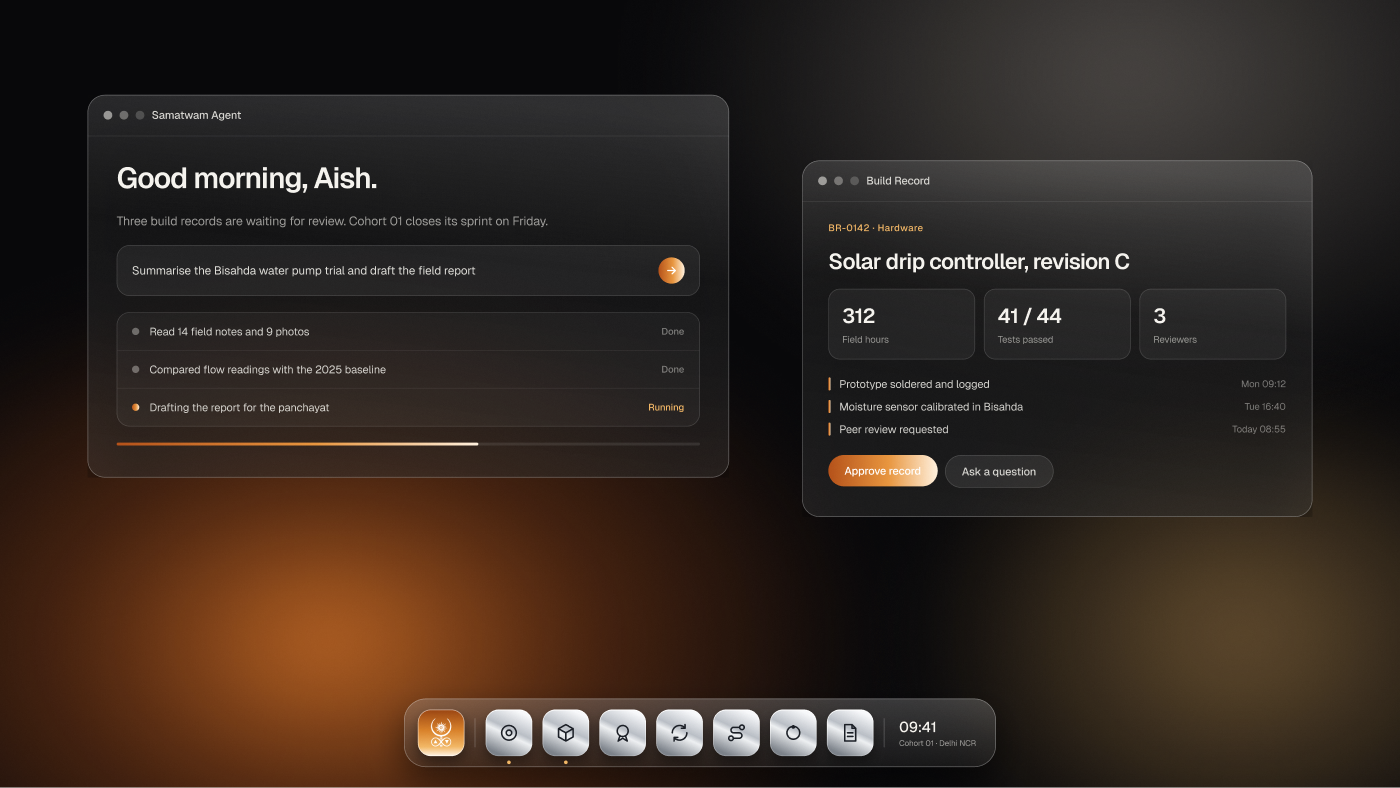 Samatwam Agent
Good morning, Aish.
Three build records are waiting for review. Cohort 01 closes its sprint on Friday.
Summarise the Bisahda water pump trial and draft the field report
Read 14 field notes and 9 photos
Done
Compared flow readings with the 2025 baseline
Done
Drafting the report for the panchayat
Running
Build Record
BR-0142 · Hardware
Solar drip controller, revision C
312
Field hours
41 / 44
Tests passed
3
Reviewers
Prototype soldered and logged
Mon 09:12
Moisture sensor calibrated in Bisahda
Tue 16:40
Peer review requested
Today 08:55
Approve record
Ask a question
09:41
Cohort 01 · Delhi NCR